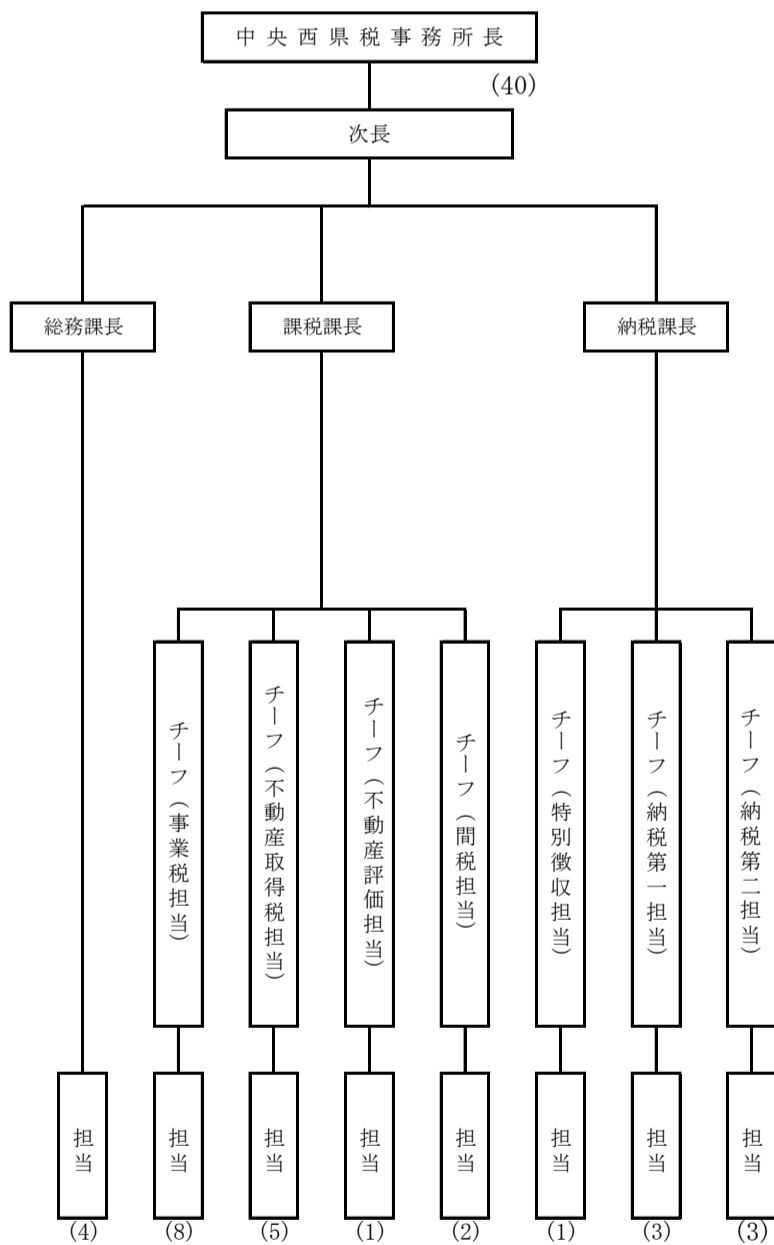 中央西県税事務所長
(40)
次長
総務課長
課税課長
納税課長
チーフ（事業税担当）
チーフ（不動産取得税担当）
チーフ（不動産評価担当）
チーフ（間税担当）
チーフ（特別徴収担当）
チーフ（納税第一担当）
チーフ（納税第二担当）
担当
担当
担当
担当
担当
担当
担当
担当
(4)
(8)
(5)
(1)
(2)
(1)
(3)
(3)